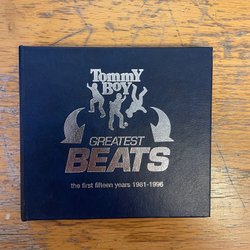 TOMMY
BOY
GREATEST
BEATS
the first fifteen years 1981-1996